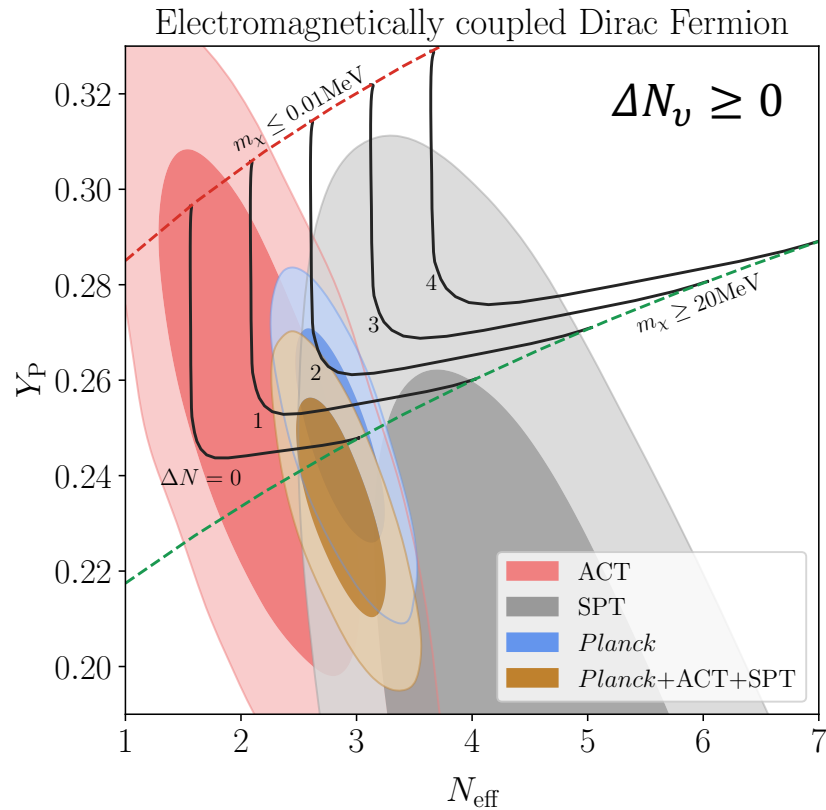 Electromagnetically coupled Dirac Fermion
ΔN_υ ≥ 0
m_χ ≤ 0.01MeV
m_χ ≥ 20MeV
4
3
2
1
ΔN = 0
Y_P
0.32
0.30
0.28
0.26
0.24
0.22
0.20
ACT
SPT
Planck
Planck+ACT+SPT
1 2 3 4 5 6 7
N_eff